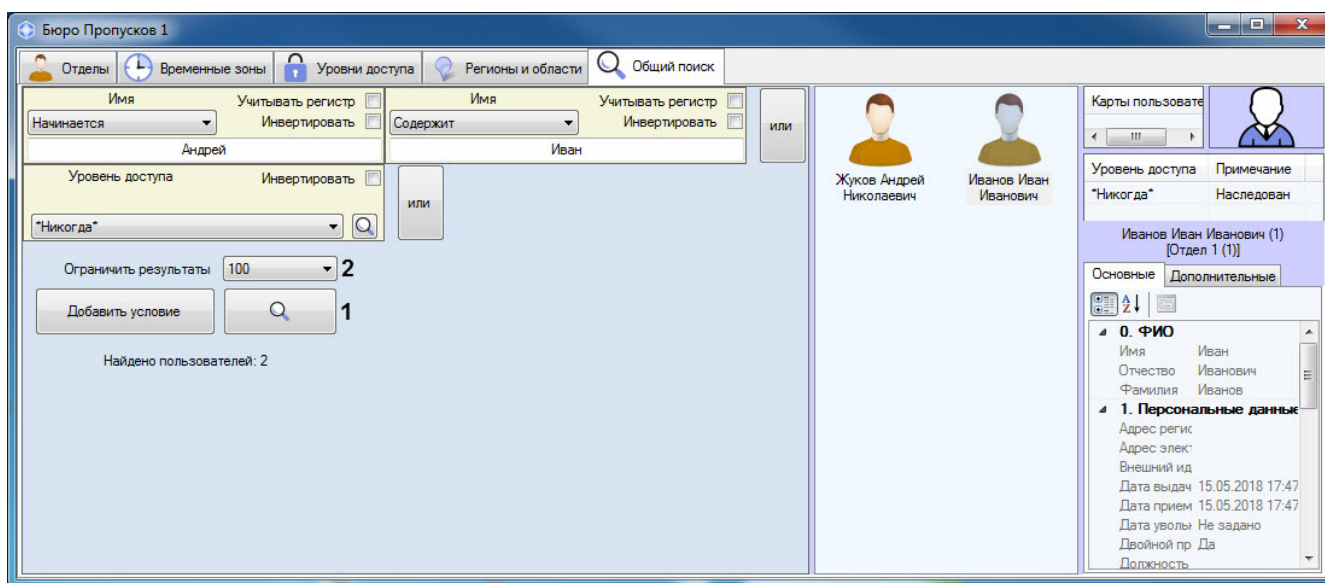 Бюро Пропусков 1
Отделы Временные зоны Уровни доступа Регионы и области Общий поиск
Имя Учитывать регистр Имя Учитывать регистр
Начинается Инвертировать Содержит Инвертировать или
Андрей Иван
Уровень доступа Инвертировать
или
*Никогда*
Ограничить результаты 100 2
Добавить условие 1
Найдено пользователей: 2
Жуков Андрей
Николаевич
Иванов Иван
Иванович
Карты пользовате
Уровень доступа Примечание
*Никогда* Наследован
Иванов Иван Иванович (1)
[Отдел 1 (1)]
Основные Дополнительные
0. ФИО
Имя Иван
Отчество Иванович
Фамилия Иванов
1. Персональные данные
Адрес регис
Адрес элек
Внешний ид
Дата выдач 15.05.2018 17:47
Дата прием 15.05.2018 17:47
Дата уволь Не задано
Двойной пр Да
Должность